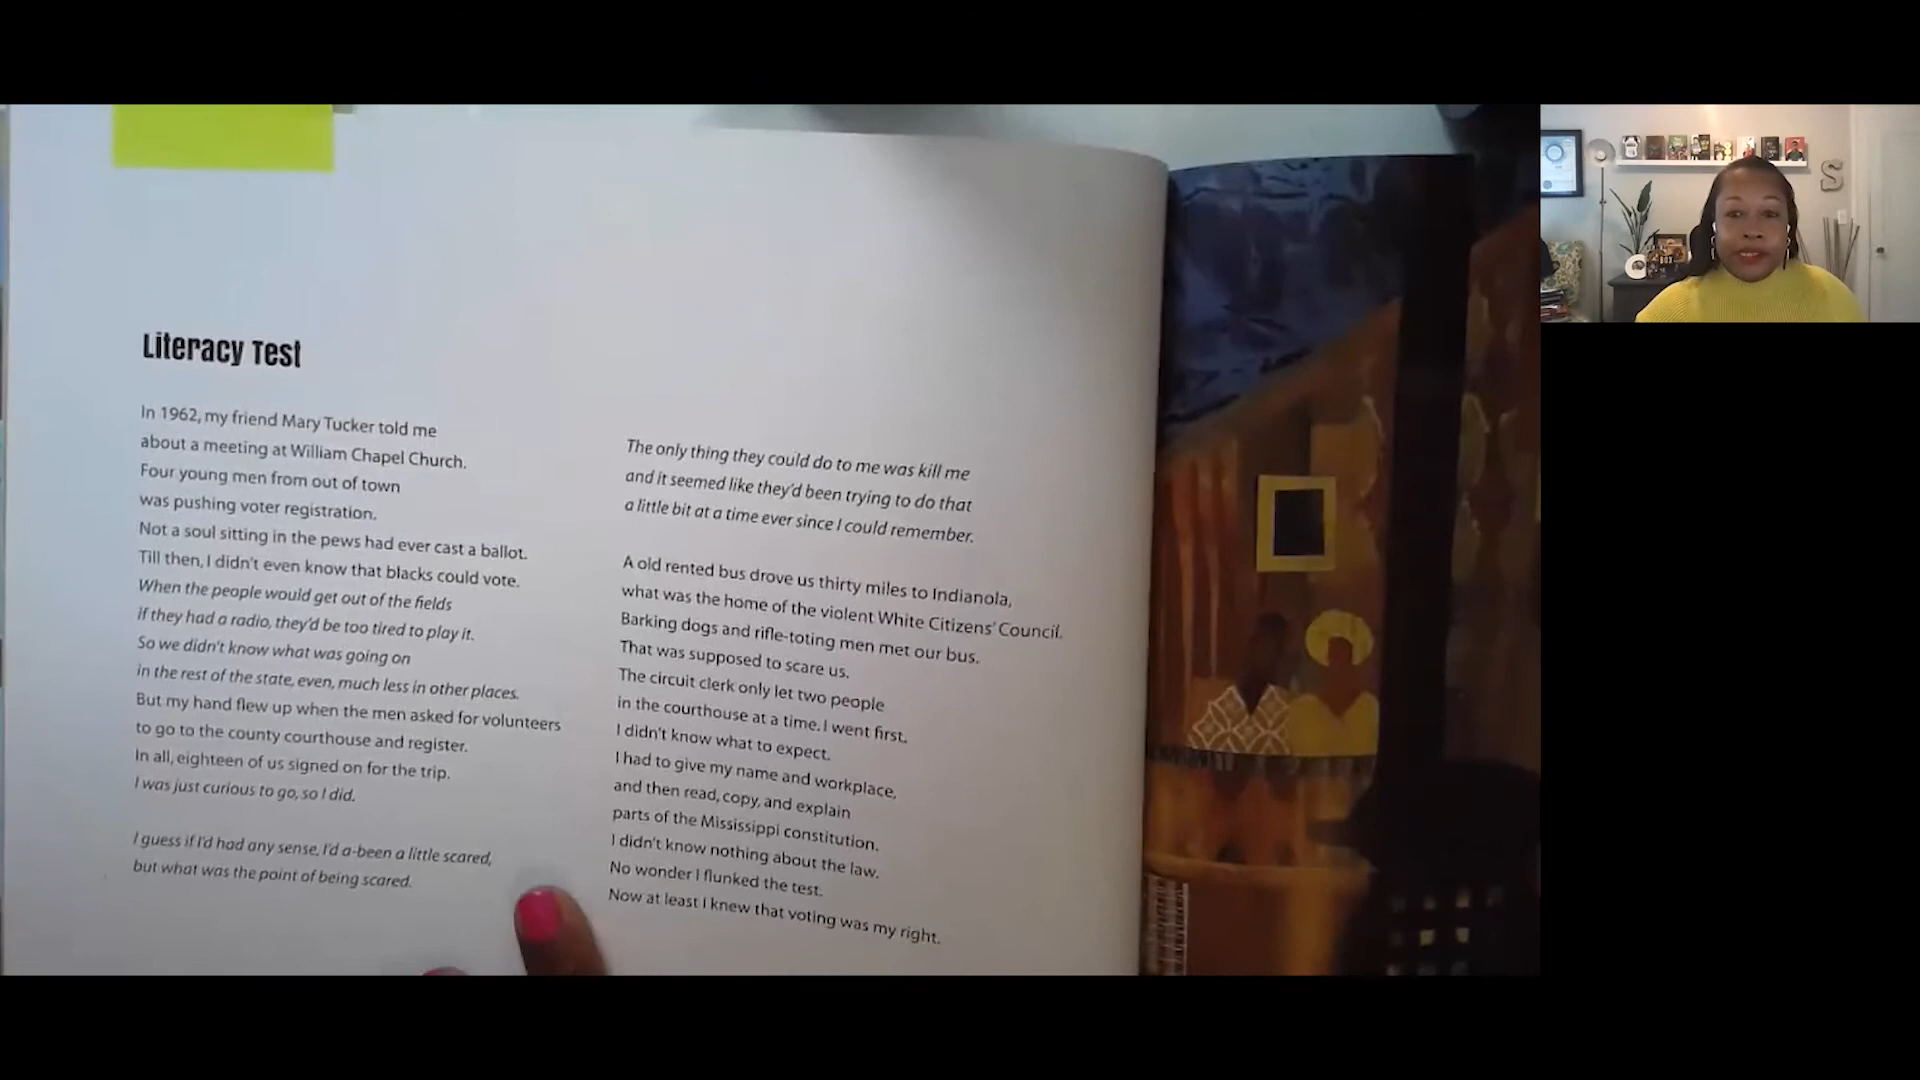 Literacy Test
In 1962, my friend Mary Tucker told me
about a meeting at William Chapel Church.
Four young men from out of town
was pushing voter registration.
Not a soul sitting in the pews had ever cast a ballot.
Till then, I didn't even know that blacks could vote.
When the people would get out of the fields
if they had a radio, they'd be too tired to play it.
So we didn't know what was going on
in the rest of the state, even, much less in other places.
But my hand flew up when the men asked for volunteers
to go to the county courthouse and register.
In all, eighteen of us signed on for the trip.
I was just curious to go, so I did.
I guess if I'd had any sense, I'd a-been a little scared,
but what was the point of being scared.
The only thing they could do to me was kill me
and it seemed like they'd been trying to do that
a little bit at a time ever since I could remember.
A old rented bus drove us thirty miles to Indianola,
what was the home of the violent White Citizens' Council.
Barking dogs and rifle-toting men met our bus.
That was supposed to scare us.
The circuit clerk only let two people
in the courthouse at a time. I went first.
I didn't know what to expect.
I had to give my name and workplace,
and then read, copy, and explain
parts of the Mississippi constitution.
I didn't know nothing about the law.
No wonder I flunked the test.
Now at least I knew that voting was my right.
S